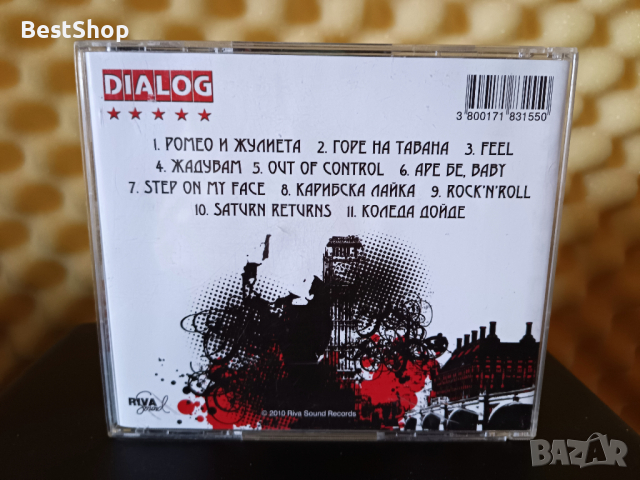 BestShop
DIALOG
3 800171 831550
1. РОМЕО И ЖУЛИЕТА 2. ГОРЕ НА ТАВАНА 3. FEEL
4. ЖАДУВАМ 5. OUT OF CONTROL 6. АРЕ БЕ, BABY
7. STEP ON MY FACE 8. КАРИБСКА ЛАЙКА 9. ROCK'N'ROLL
10. SATURN RETURNS 11. КОЛЕДА ДОЙДЕ
RIVA
Sound
© 2010 Riva Sound Records
BAZAR